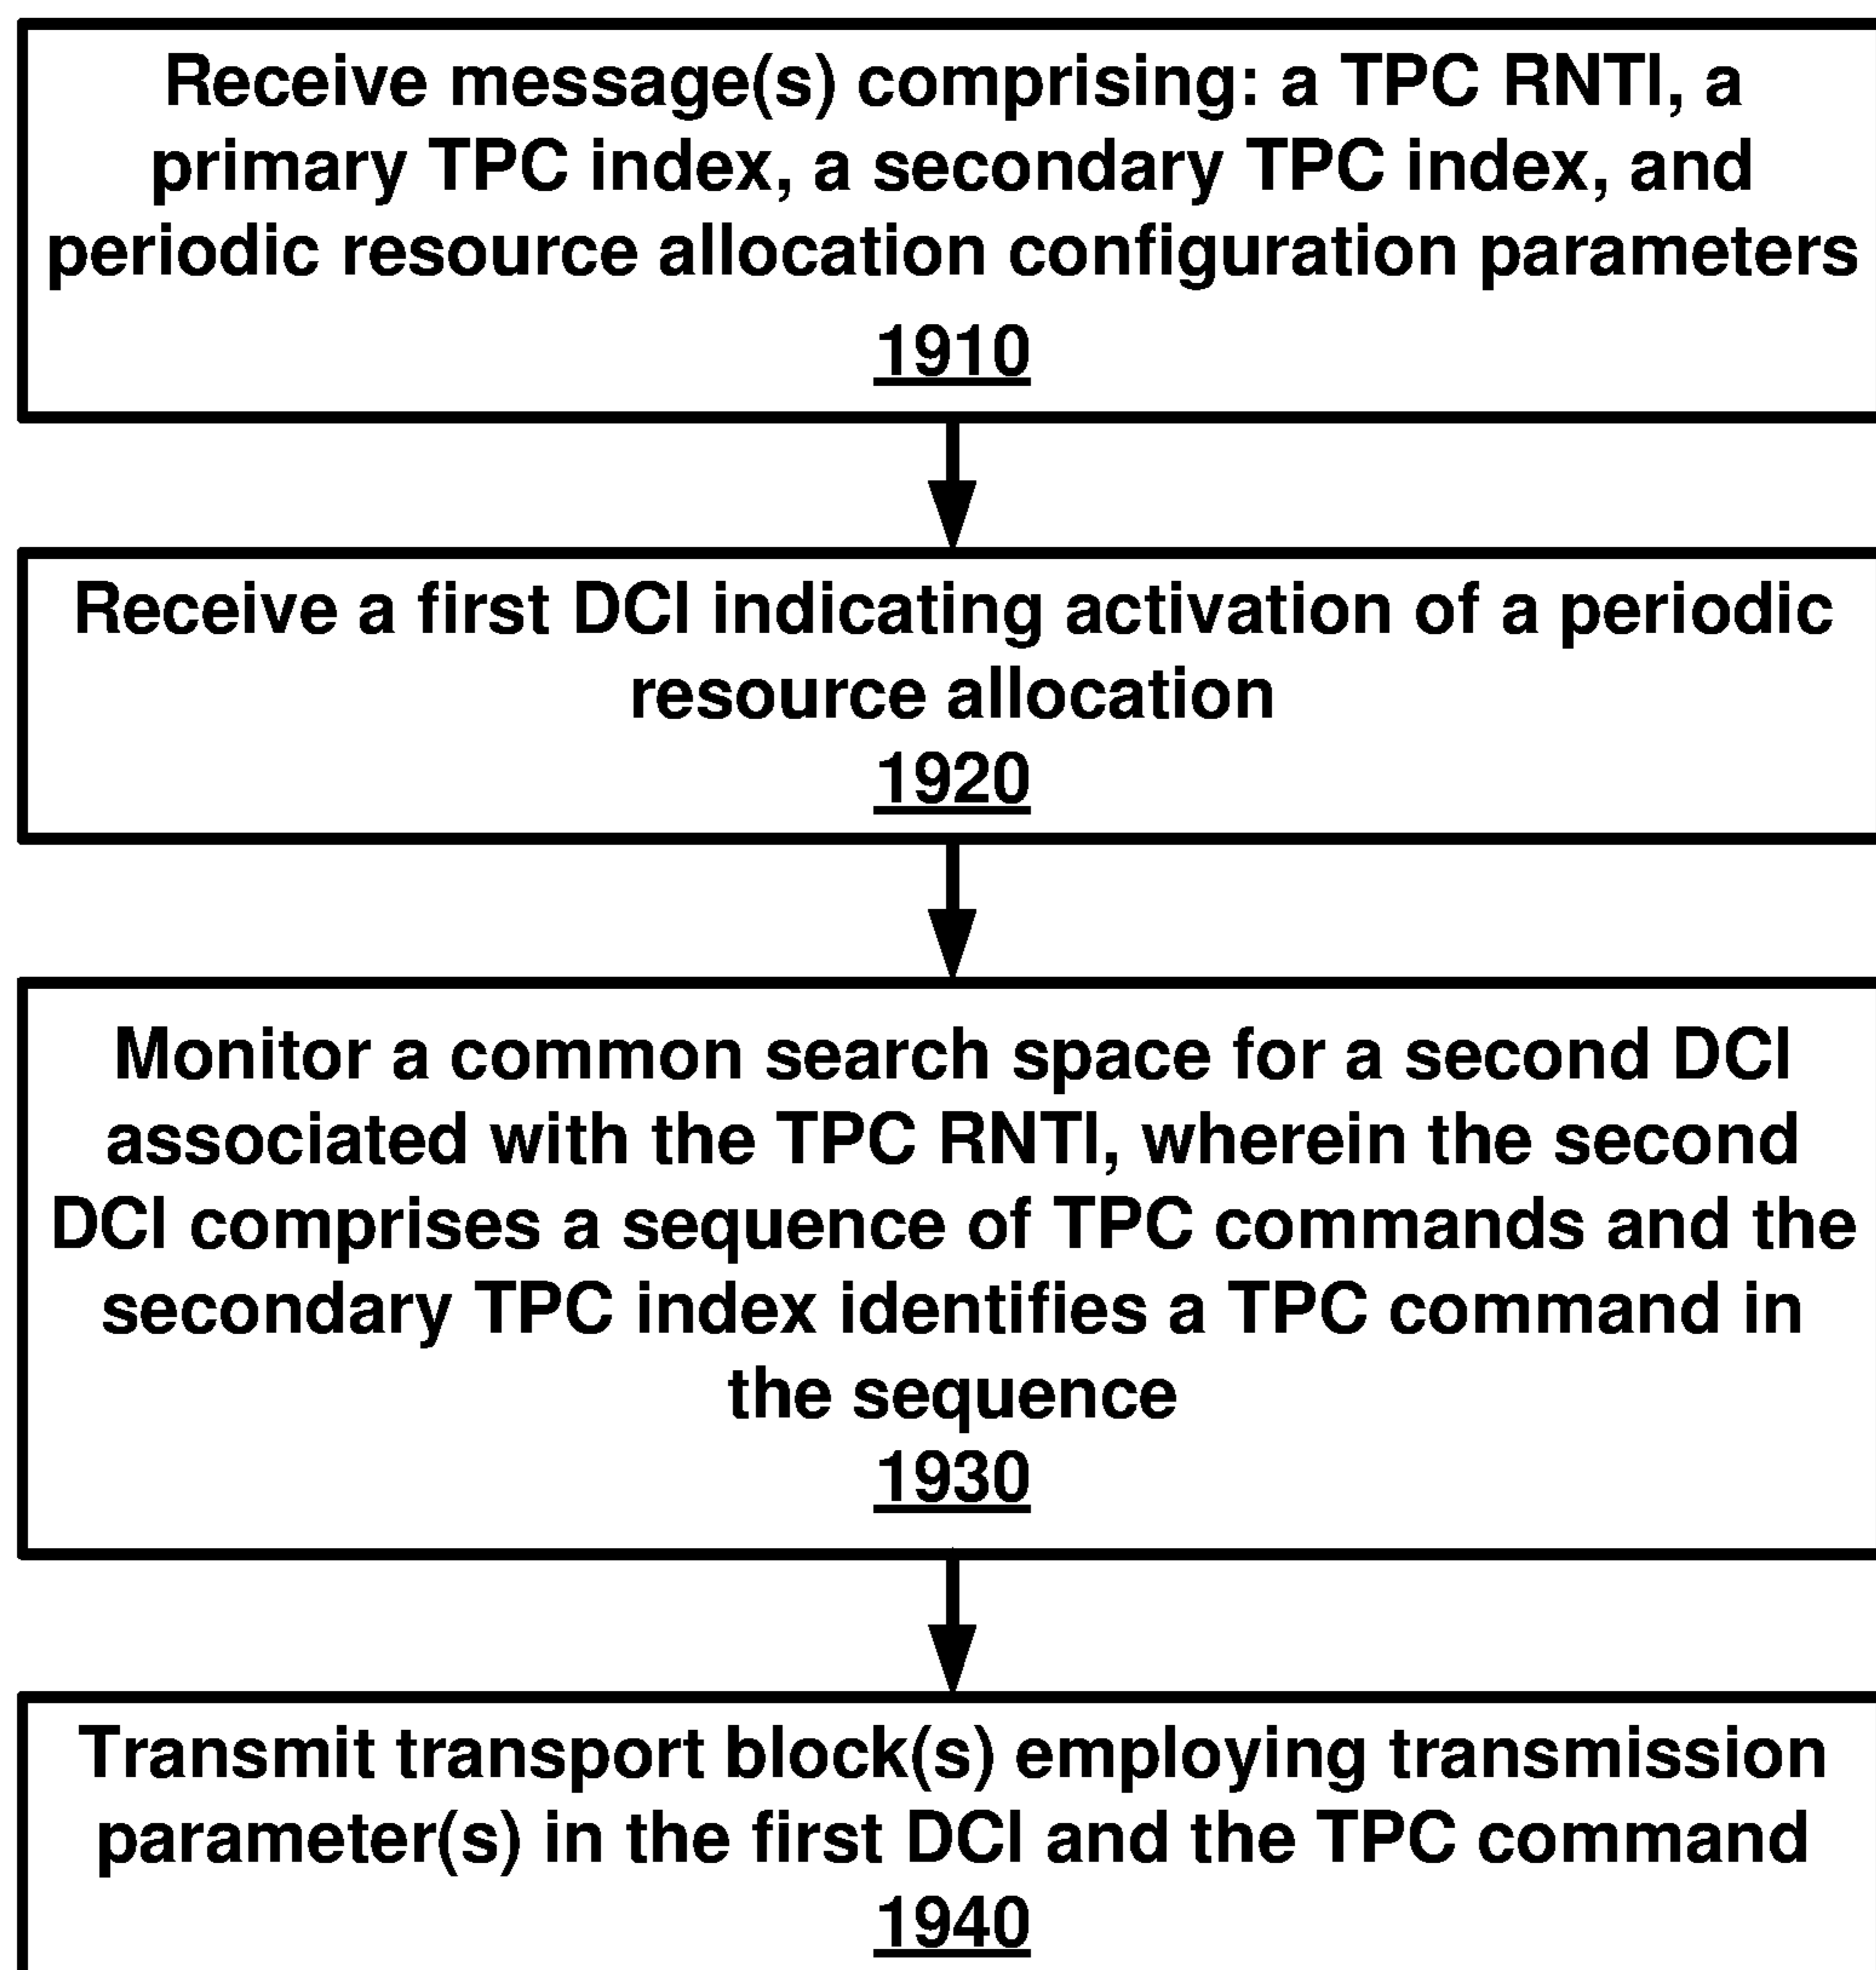 Receive message(s) comprising: a TPC RNTI, a
primary TPC index, a secondary TPC index, and
periodic resource allocation configuration parameters
1910
Receive a first DCI indicating activation of a periodic
resource allocation
1920
Monitor a common search space for a second DCI
associated with the TPC RNTI, wherein the second
DCI comprises a sequence of TPC commands and the
secondary TPC index identifies a TPC command in
the sequence
1930
Transmit transport block(s) employing transmission
parameter(s) in the first DCI and the TPC command
1940